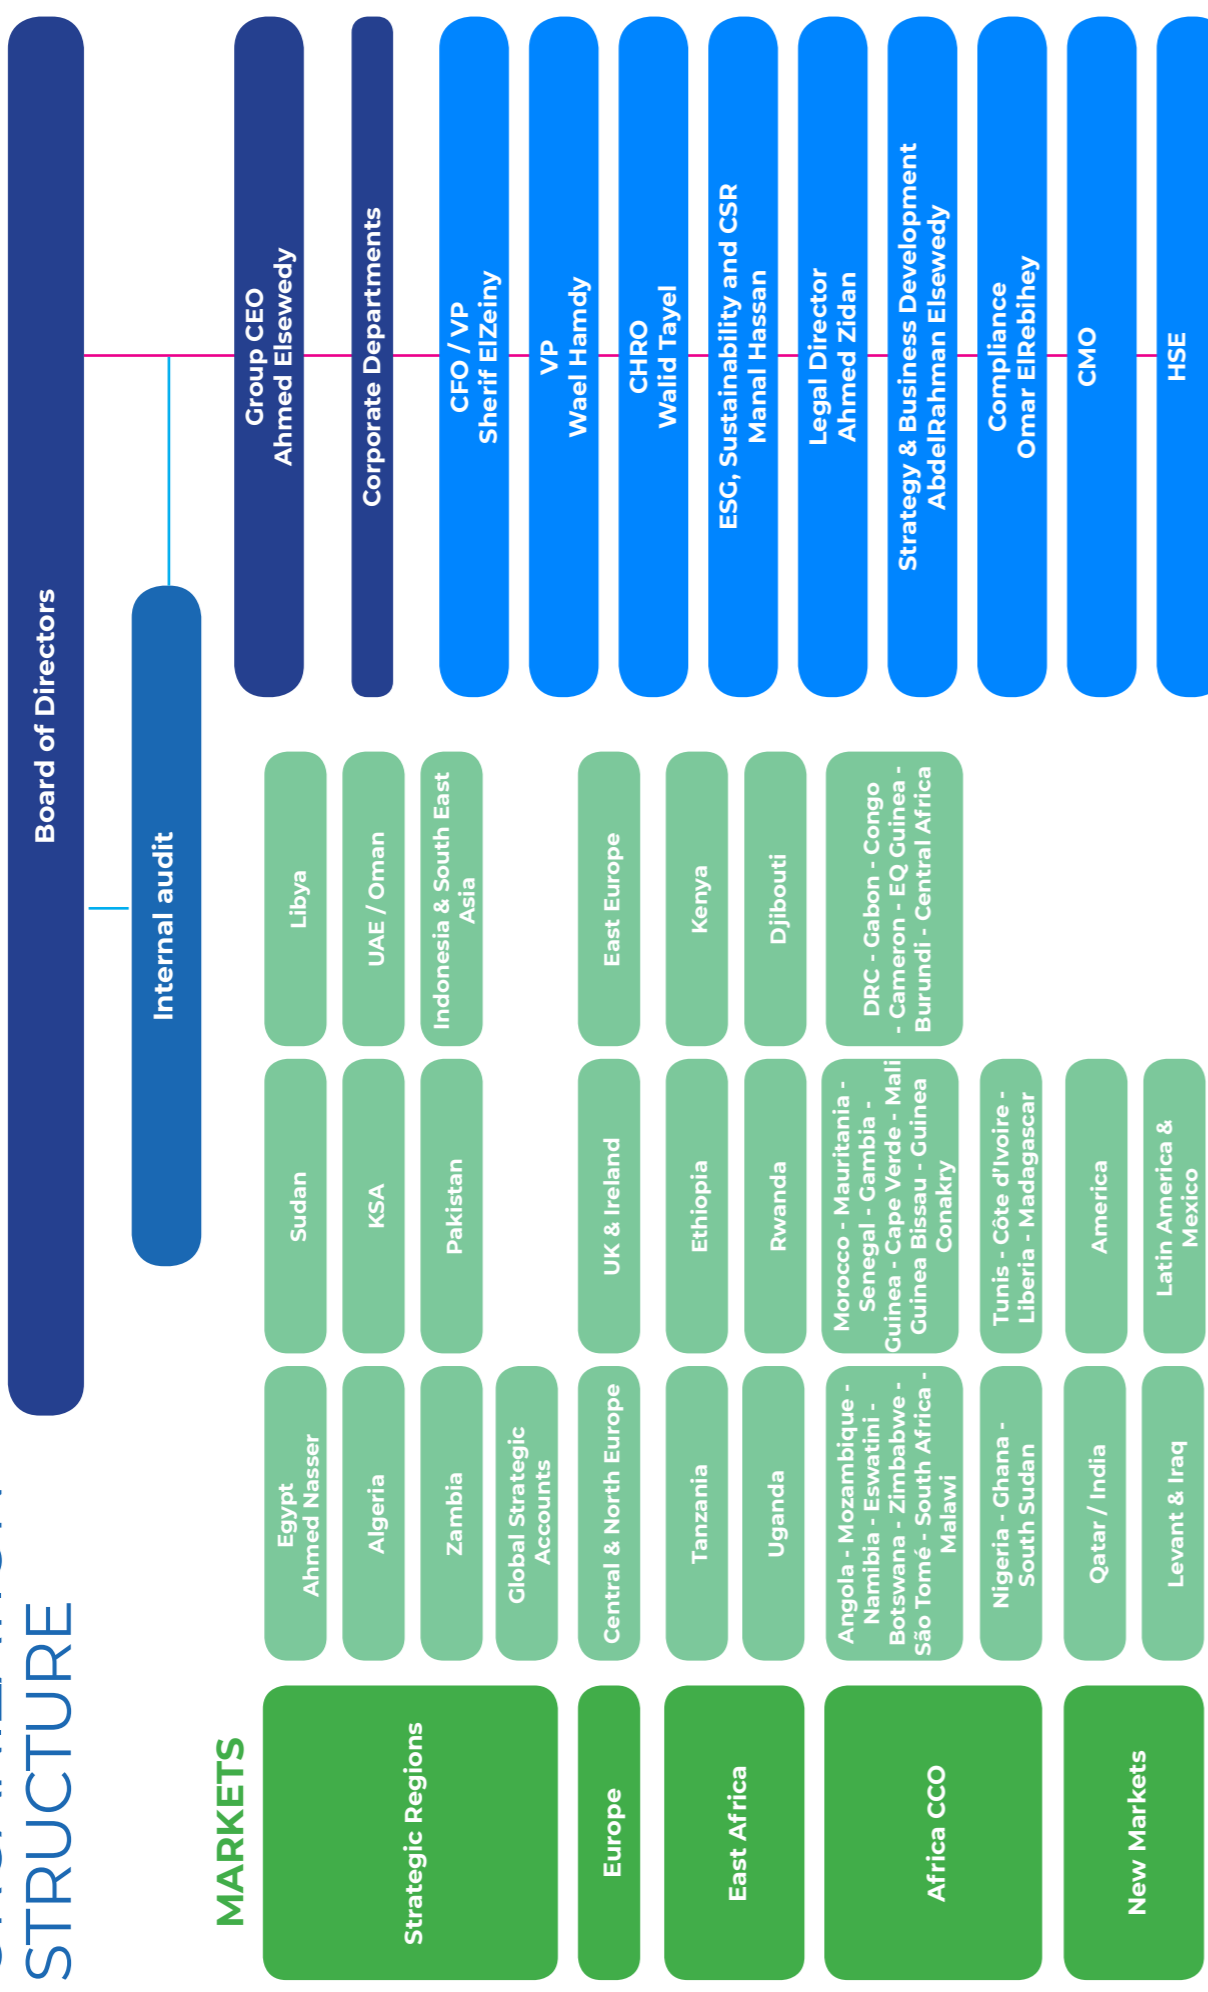 STRUCTURE
Board of Directors
Internal audit
MARKETS
Strategic Regions
Egypt
Ahmed Nasser
Sudan
Libya
Algeria
KSA
UAE / Oman
Zambia
Pakistan
Indonesia & South East
Asia
Global Strategic
Accounts
Europe
Central & North Europe
UK & Ireland
East Europe
East Africa
Tanzania
Ethiopia
Kenya
Uganda
Rwanda
Djibouti
Africa CCO
Angola - Mozambique -
Namibia - Eswatini -
Botswana - Zimbabwe -
São Tomé - South Africa -
Malawi
Morocco - Mauritania -
Senegal - Gambia -
Guinea - Cape Verde - Mali
Guinea Bissau - Guinea
Conakry
DRC - Gabon - Congo
- Cameron - EQ Guinea -
Burundi - Central Africa
Nigeria - Ghana -
South Sudan
Tunis - Côte d'Ivoire -
Liberia - Madagascar
New Markets
Qatar / India
America
Levant & Iraq
Latin America &
Mexico
Group CEO
Ahmed Elsewedy
Corporate Departments
CFO / VP
Sherif ElZeiny
VP
Wael Hamdy
CHRO
Walid Tayel
ESG, Sustainability and CSR
Manal Hassan
Legal Director
Ahmed Zidan
Strategy & Business Development
AbdelRahman Elsewedy
Compliance
Omar ElRebihey
CMO
HSE